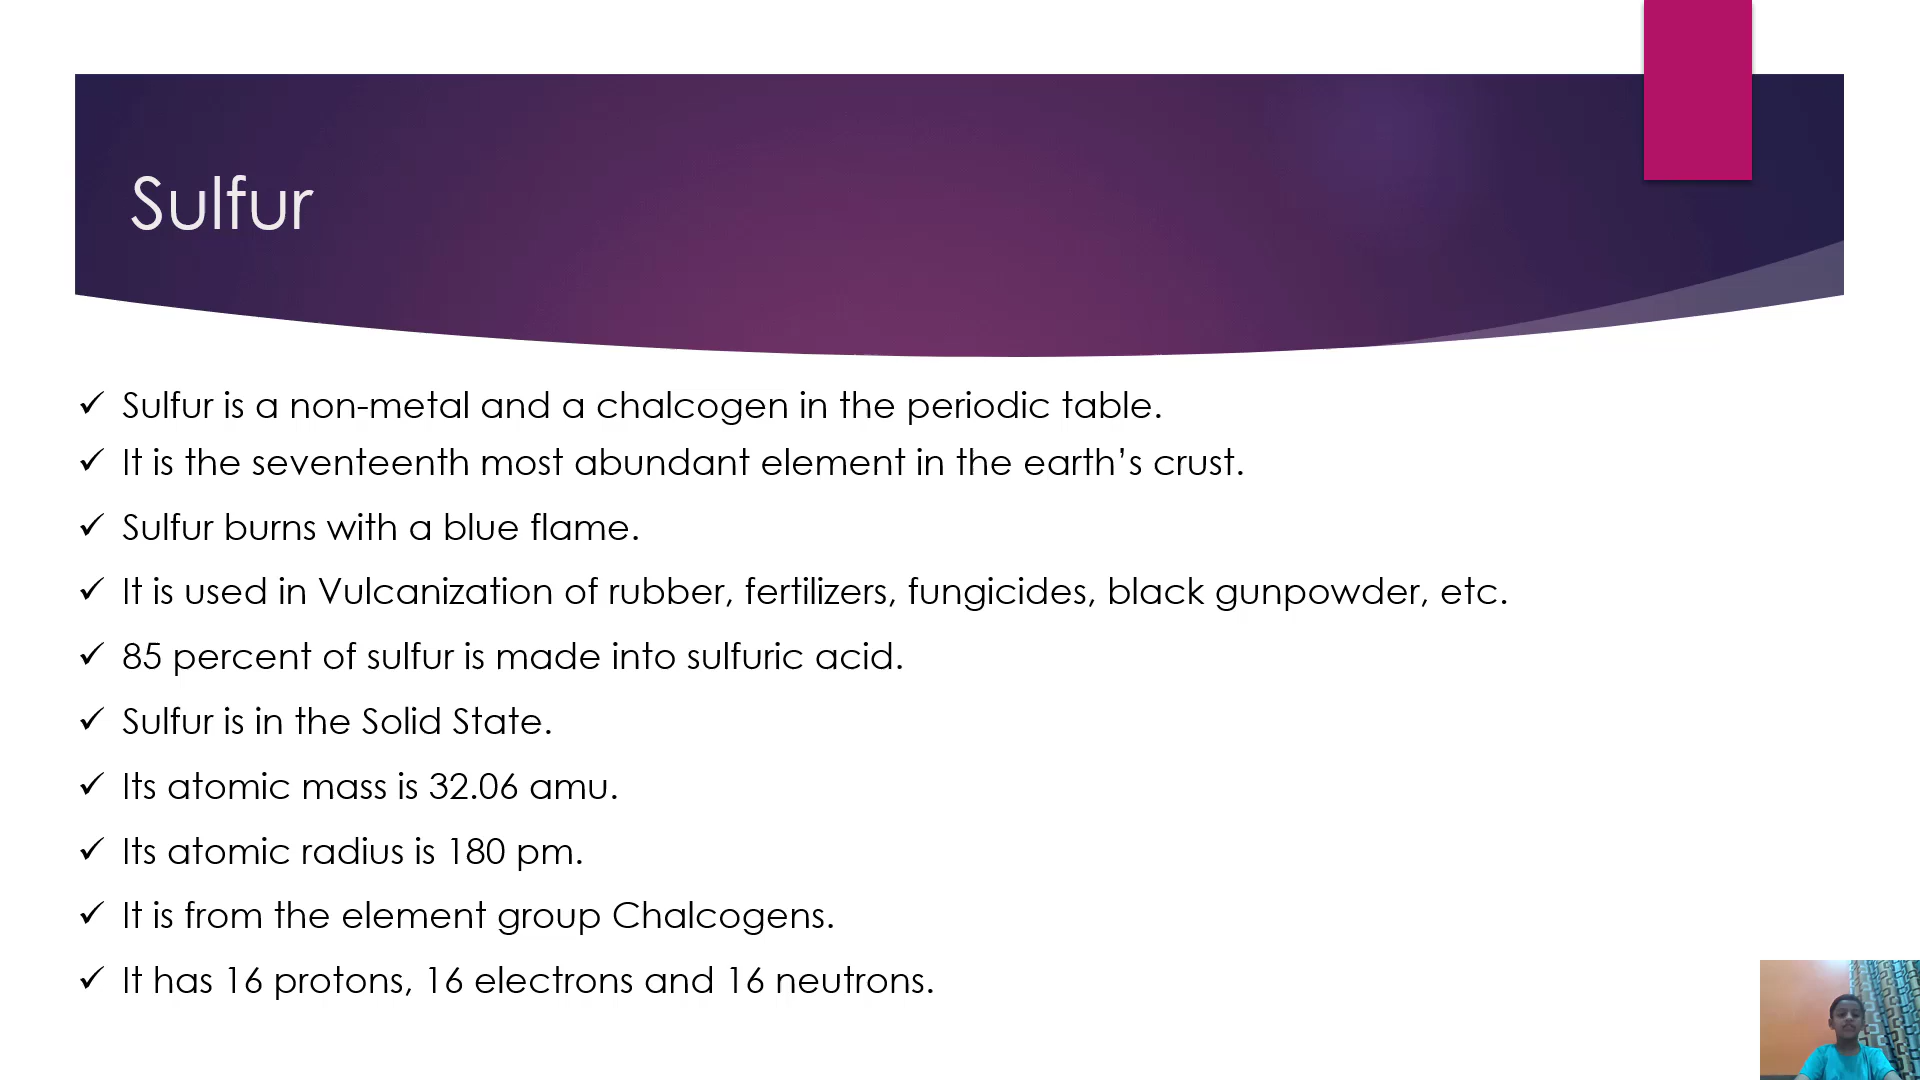 Sulfur
✓ Sulfur is a non-metal and a chalcogen in the periodic table.
✓ It is the seventeenth most abundant element in the earth’s crust.
✓ Sulfur burns with a blue flame.
✓ It is used in Vulcanization of rubber, fertilizers, fungicides, black gunpowder, etc.
✓ 85 percent of sulfur is made into sulfuric acid.
✓ Sulfur is in the Solid State.
✓ Its atomic mass is 32.06 amu.
✓ Its atomic radius is 180 pm.
✓ It is from the element group Chalcogens.
✓ It has 16 protons, 16 electrons and 16 neutrons.